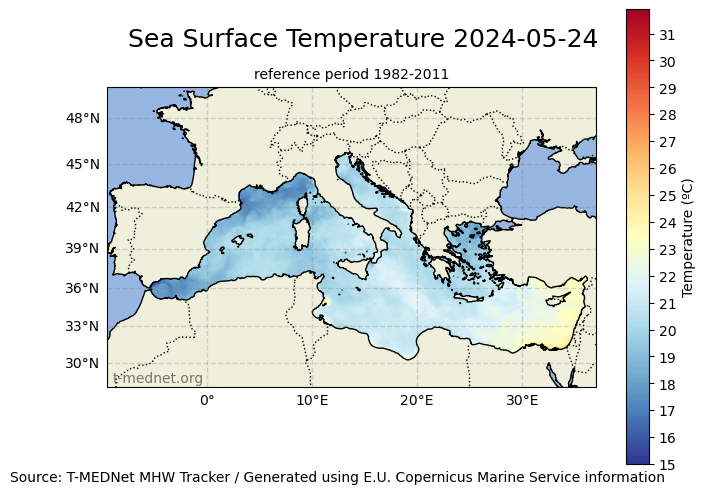 Sea Surface Temperature 2024-05-24
reference period 1982-2011
48°N
45°N
42°N
39°N
36°N
33°N
30°N
0°
10°E
20°E
30°E
t-mednet.org
31
30
29
28
27
26
25
24
23
22
21
20
19
18
17
16
15
Temperature (ºC)
Source: T-MEDNet MHW Tracker / Generated using E.U. Copernicus Marine Service information